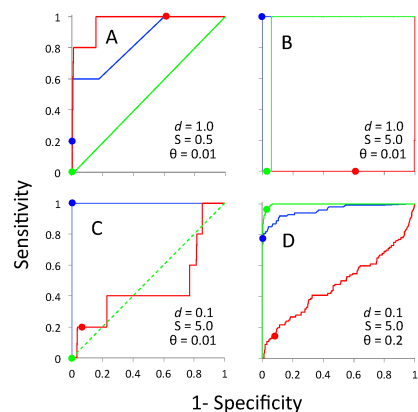 1
0.8
0.6
0.4
0.2
0
A
d = 1.0
S = 0.5
θ = 0.01
B
d = 1.0
S = 5.0
θ = 0.01
1
0.8
0.6
0.4
0.2
0
C
d = 0.1
S = 5.0
θ = 0.01
0 0.2 0.4 0.6 0.8 1
D
d = 0.1
S = 5.0
θ = 0.2
0 0.2 0.4 0.6 0.8 1
Sensitivity
1- Specificity